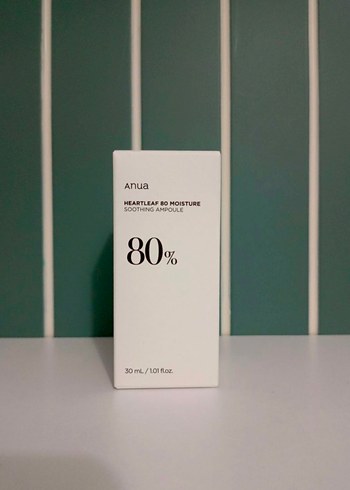 Anua
HEARTLEAF 80 MOISTURE
SOOTHING AMPOULE
80%
30 mL / 1.01 fl.oz.